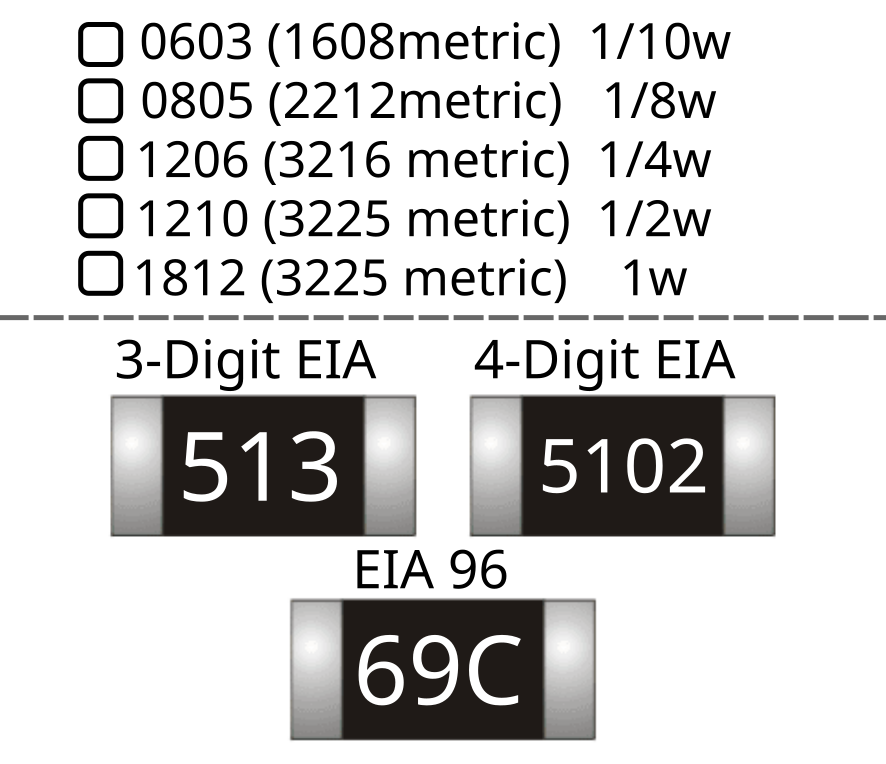 0603 (1608metric) 1/10w
0805 (2212metric) 1/8w
1206 (3216 metric) 1/4w
1210 (3225 metric) 1/2w
1812 (3225 metric) 1w
3-Digit EIA 4-Digit EIA
513 5102
EIA 96
69C